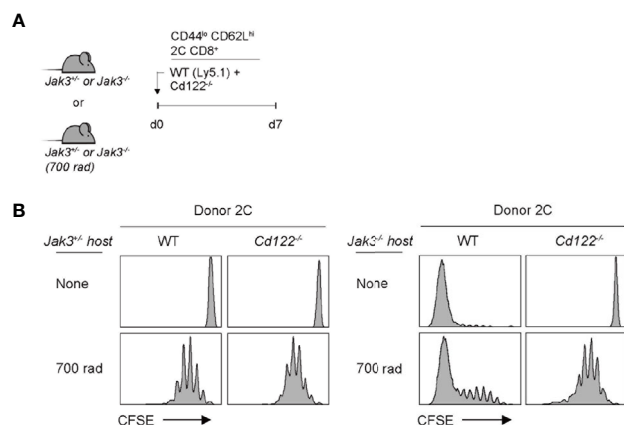 A
CD44lo CD62Lhi
2C CD8+
WT (Ly5.1) +
Cd122-/-
Jak3+/- or Jak3-/-
or
Jak3+/- or Jak3-/-
(700 rad)
d0
d7
B
Donor 2C
Jak3+/- host
WT
Cd122-/-
None
700 rad
CFSE
Donor 2C
Jak3-/- host
WT
Cd122-/-
None
700 rad
CFSE